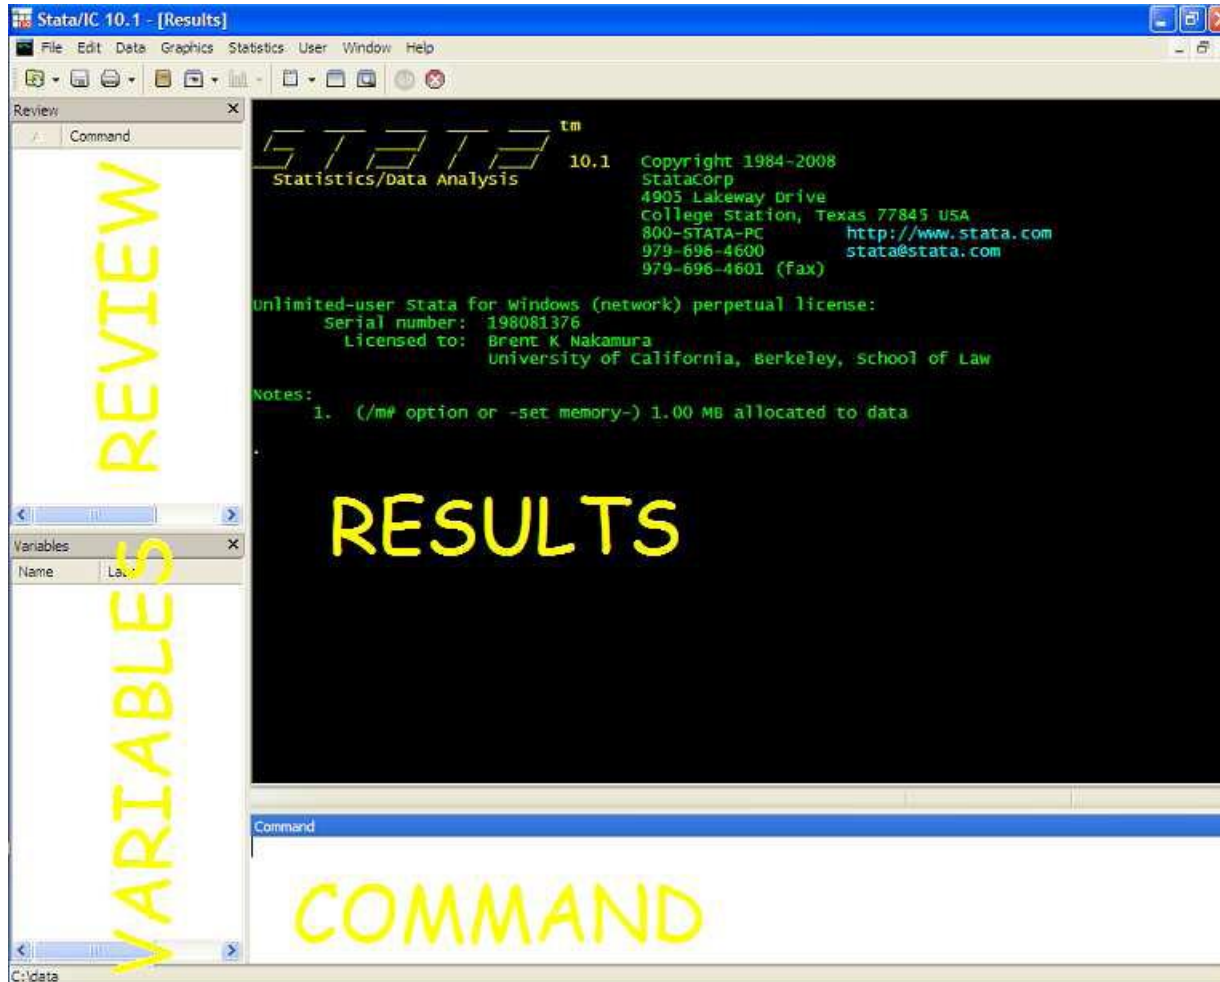 Stata/IC 10.1 - [Results]
File Edit Data Graphics Statistics User Window Help
Review
Command
REVIEW
Variables
Name
VARIABLES
STATA tm
10.1 Copyright 1984-2008
Statistics/Data Analysis StataCorp
4905 Lakeway Drive
College Station, Texas 77845 USA
800-STATA-PC http://www.stata.com
979-696-4600 stata@stata.com
979-696-4601 (fax)
Unlimited-user Stata for Windows (network) perpetual license:
Serial number: 198081376
Licensed to: Brent K Nakamura
University of California, Berkeley, School of Law
Notes:
1. (/m# option or -set memory-) 1.00 MB allocated to data
.
RESULTS
Command
COMMAND
C:\data